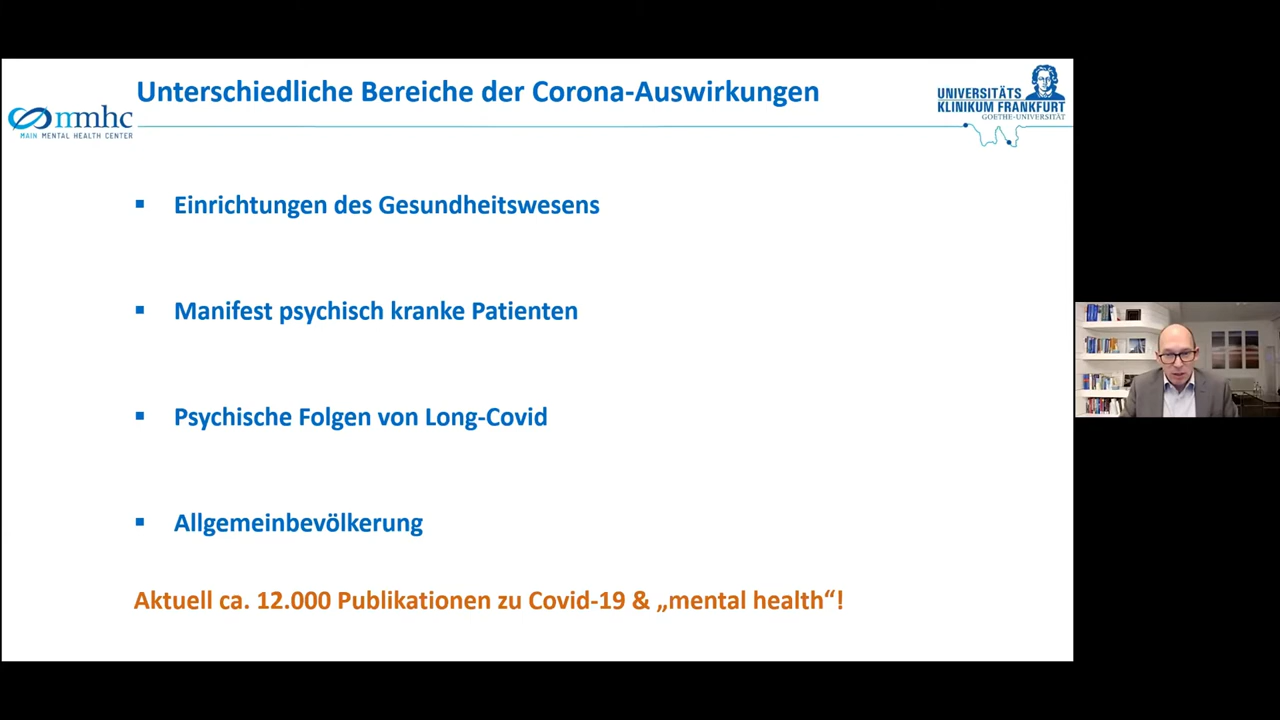 Unterschiedliche Bereiche der Corona-Auswirkungen
mmhc
MAIN MENTAL HEALTH CENTER
UNIVERSITÄTS
KLINIKUM FRANKFURT
GOETHE-UNIVERSITÄT
▪ Einrichtungen des Gesundheitswesens
▪ Manifest psychisch kranke Patienten
▪ Psychische Folgen von Long-Covid
▪ Allgemeinbevölkerung
Aktuell ca. 12.000 Publikationen zu Covid-19 & „mental health“!